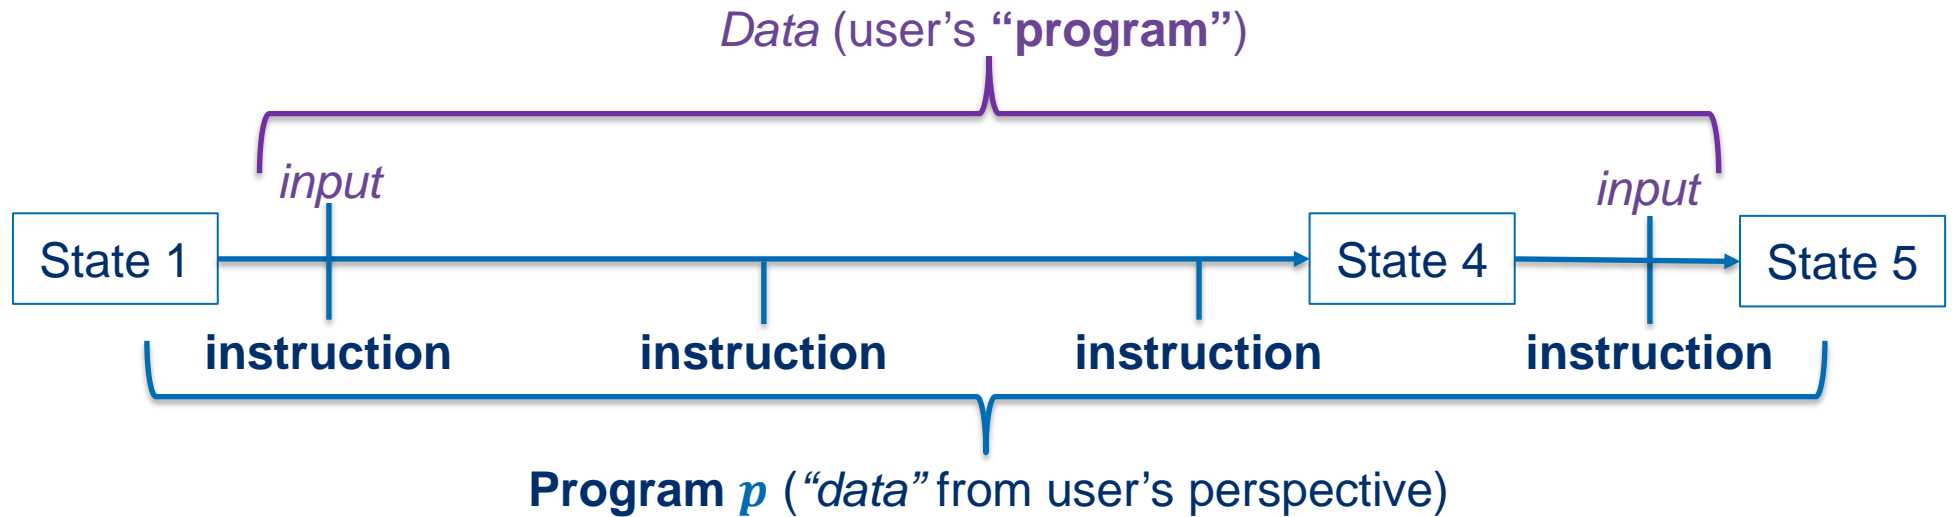 Data (user’s “program”)
input input
State 1 State 4 State 5
instruction instruction instruction instruction
Program p (“data” from user’s perspective)